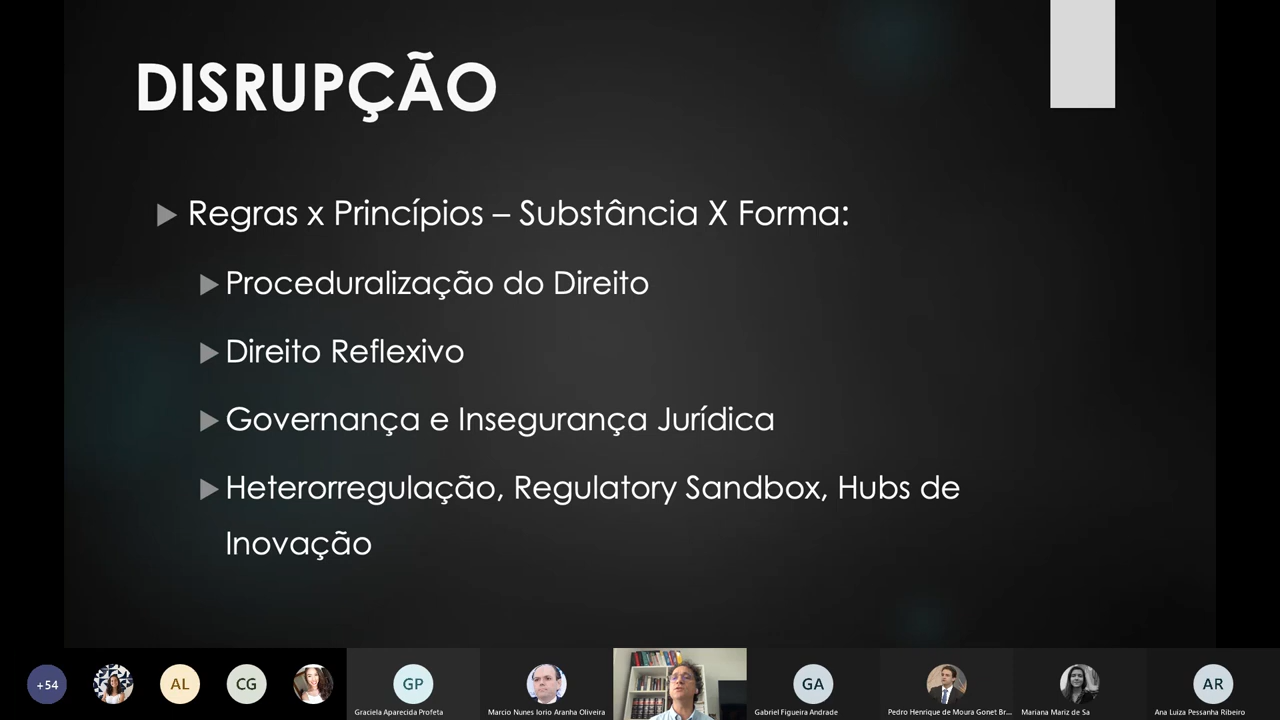 DISRUPÇÃO
Regras x Princípios – Substância X Forma:
Proceduralização do Direito
Direito Reflexivo
Governança e Insegurança Jurídica
Heterorregulação, Regulatory Sandbox, Hubs de
Inovação
+54
AL
CG
GP
GA
AR
Graciela Aparecida Profeta
Marcio Nunes Iorio Aranha Oliveira
Gabriel Figueira Andrade
Pedro Henrique de Moura Gonet Br...
Mariana Mariz de Sa
Ana Luiza Pessanha Ribeiro